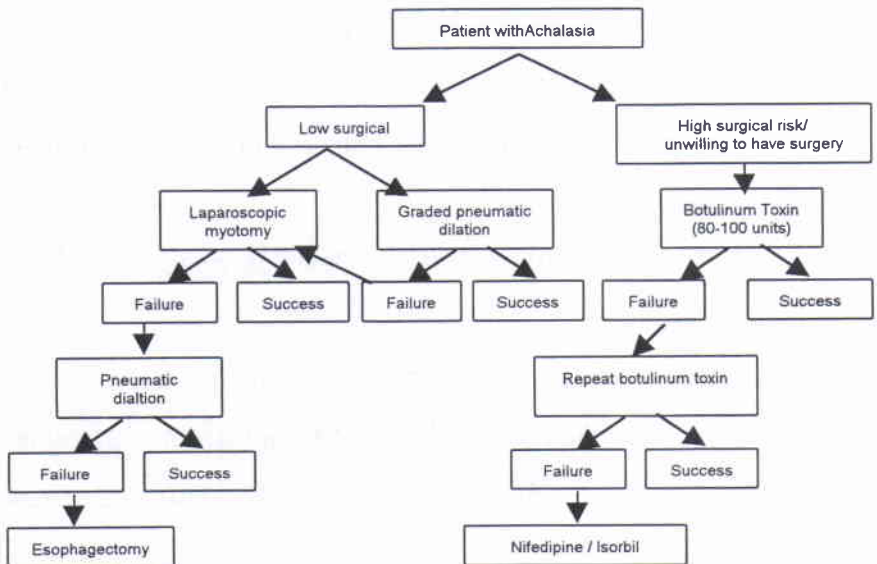 Patient withAchalasia
Low surgical
High surgical risk/
unwilling to have surgery
Laparoscopic
myotomy
Graded pneumatic
dilation
Botulinum Toxin
(80-100 units)
Failure
Success
Failure
Success
Failure
Success
Pneumatic
dialtion
Repeat botulinum toxin
Failure
Success
Failure
Success
Esophagectomy
Nifedipine / Isorbil